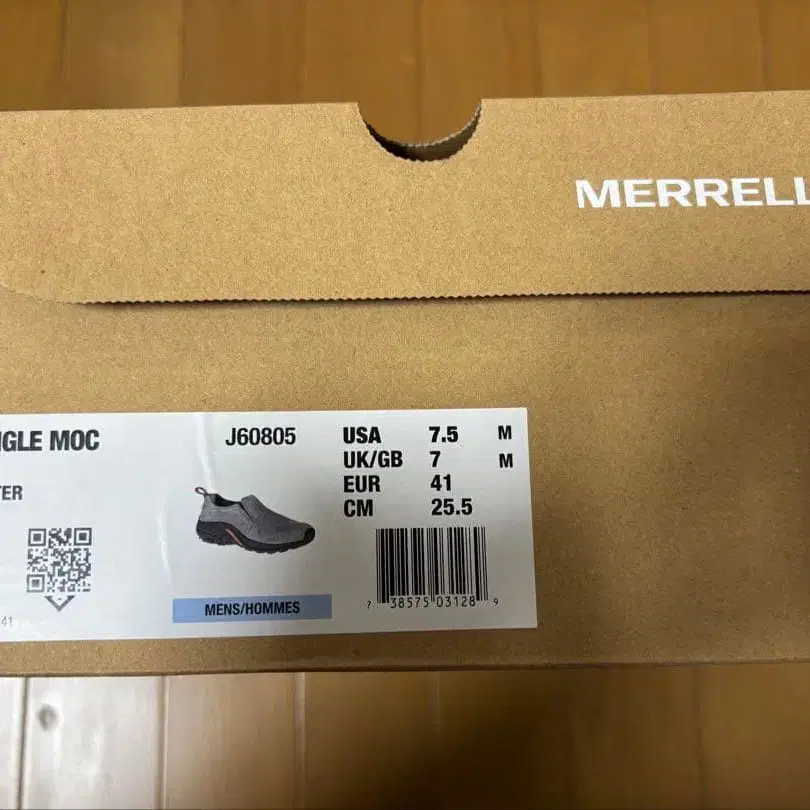 MERRELL
NGLE MOC
J60805
TER
USA 7.5 M
UK/GB 7 M
EUR 41
CM 25.5
MENS/HOMMES
7 38575 03128 9
41